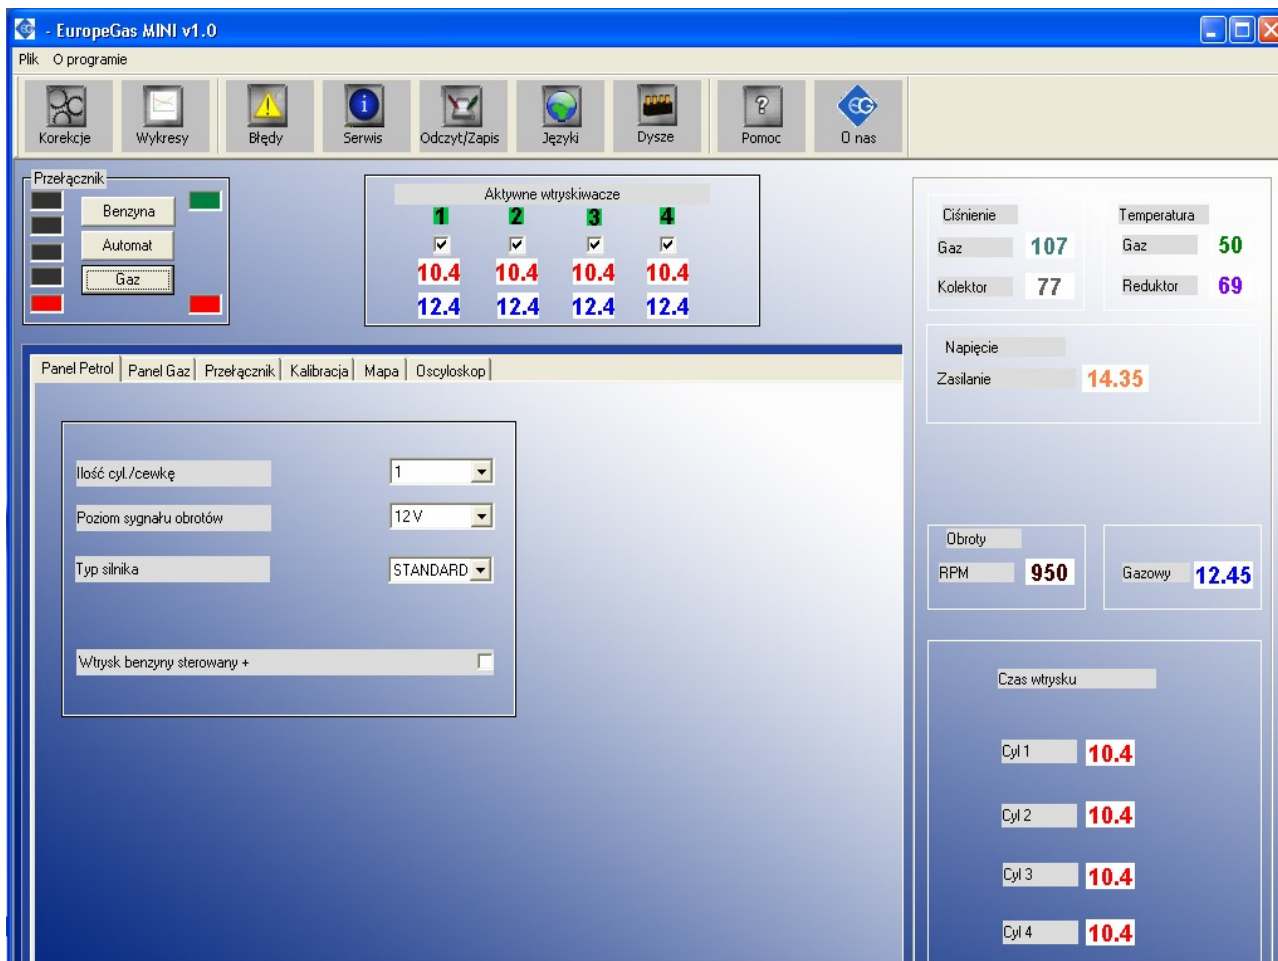 - EuropeGas MINI v1.0
Plik O programie
Korekcje Wykresy Błędy Serwis Odczyt/Zapis Języki Dysze Pomoc O nas
Przełącznik
Benzyna
Automat
Gaz
Aktywne wtryskiwacze
1 2 3 4
10.4 10.4 10.4 10.4
12.4 12.4 12.4 12.4
Ciśnienie
Gaz 107
Kolektor 77
Temperatura
Gaz 50
Reduktor 69
Napięcie
Zasilanie 14.35
Panel Petrol Panel Gaz Przełącznik Kalibracja Mapa Oscyloskop
Ilość cyl./cewkę 1
Poziom sygnału obrotów 12 V
Typ silnika STANDARD
Wtrysk benzyny sterowany +
Obroty
RPM 950
Gazowy 12.45
Czas wtrysku
Cyl 1 10.4
Cyl 2 10.4
Cyl 3 10.4
Cyl 4 10.4